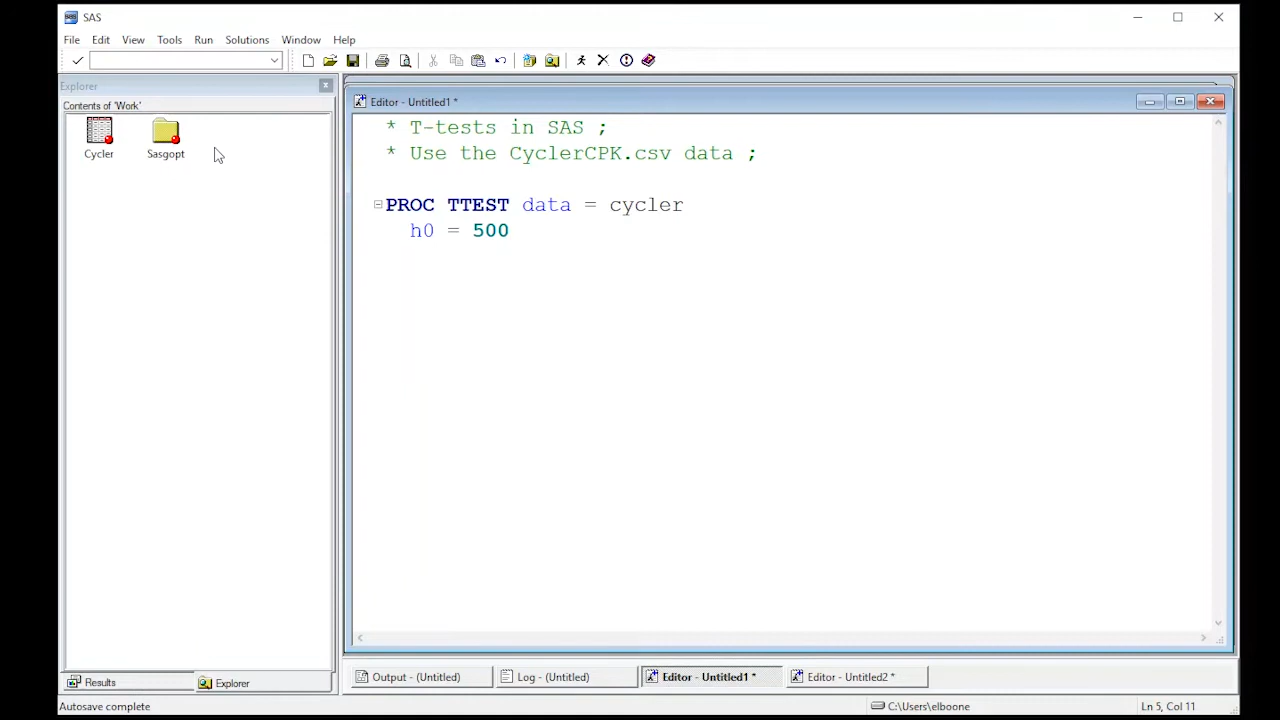 SAS
File Edit View Tools Run Solutions Window Help
Explorer
Contents of 'Work'
Cycler Sasgopt
Editor - Untitled1 *
* T-tests in SAS ;
* Use the CyclerCPK.csv data ;
PROC TTEST data = cycler
h0 = 500
Results Explorer
Output - (Untitled) Log - (Untitled) Editor - Untitled1 * Editor - Untitled2 *
Autosave complete C:\Users\elboone Ln 5, Col 11